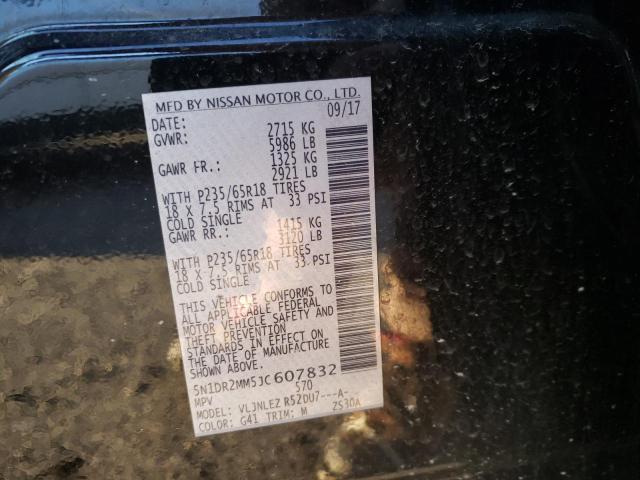 MFD BY NISSAN MOTOR CO., LTD.
DATE: 09/17
GVWR: 2715 KG
5986 LB
GAWR FR.: 1325 KG
2921 LB
WITH P235/65R18 TIRES
18 X 7.5 RIMS AT 33 PSI
COLD SINGLE
GAWR RR.: 1415 KG
3120 LB
WITH P235/65R18 TIRES
18 X 7.5 RIMS AT 33 PSI
COLD SINGLE
THIS VEHICLE CONFORMS TO
ALL APPLICABLE FEDERAL
MOTOR VEHICLE SAFETY AND
THEFT PREVENTION
STANDARDS IN EFFECT ON
THE DATE OF MANUFACTURE
SHOWN ABOVE.
5N1DR2MM5JC607832
MPV 570
MODEL: VLJNLEZ R52DU7---A-
COLOR: G41 TRIM: M ZS30A